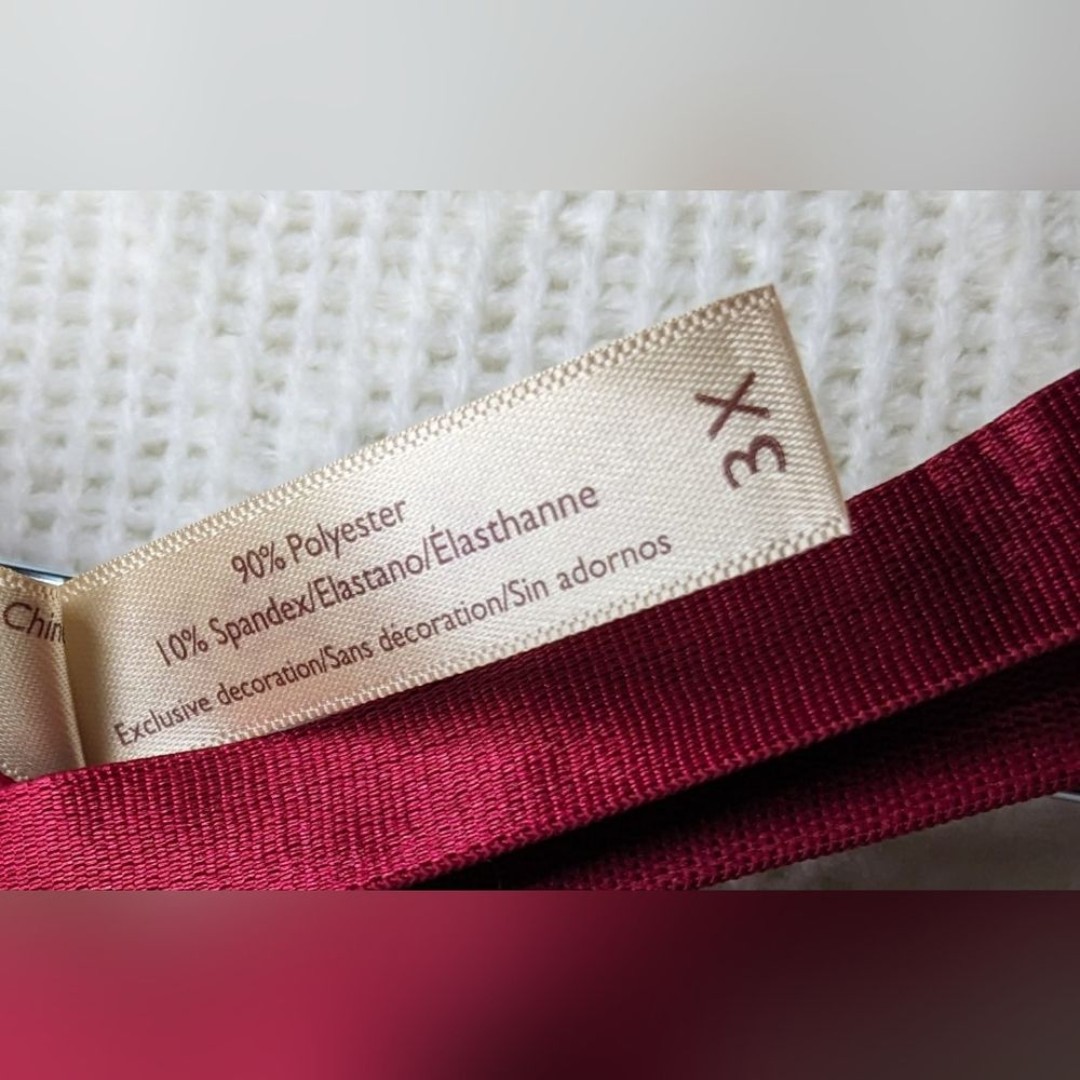 90% Polyester
10% Spandex/Elastano/Élasthanne
Exclusive decoration/Sans décoration/Sin adornos
3X